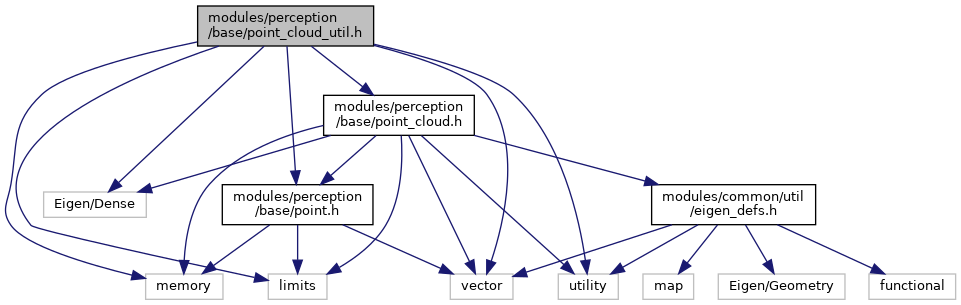 modules/perception
/base/point_cloud_util.h
modules/perception
/base/point_cloud.h
Eigen/Dense
modules/perception
/base/point.h
modules/common/util
/eigen_defs.h
memory
limits
vector
utility
map
Eigen/Geometry
functional